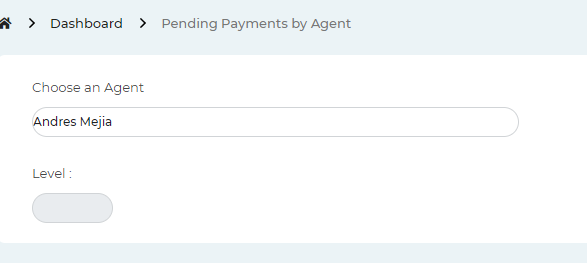 Dashboard Pending Payments by Agent
Choose an Agent
Andres Mejia
Level :